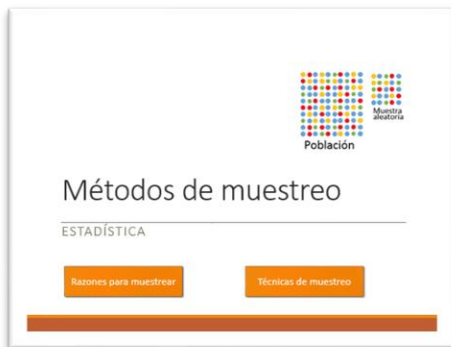 Muestra
aleatoria
Población
Métodos de muestreo
ESTADÍSTICA
Razones para muestrear
Técnicas de muestreo